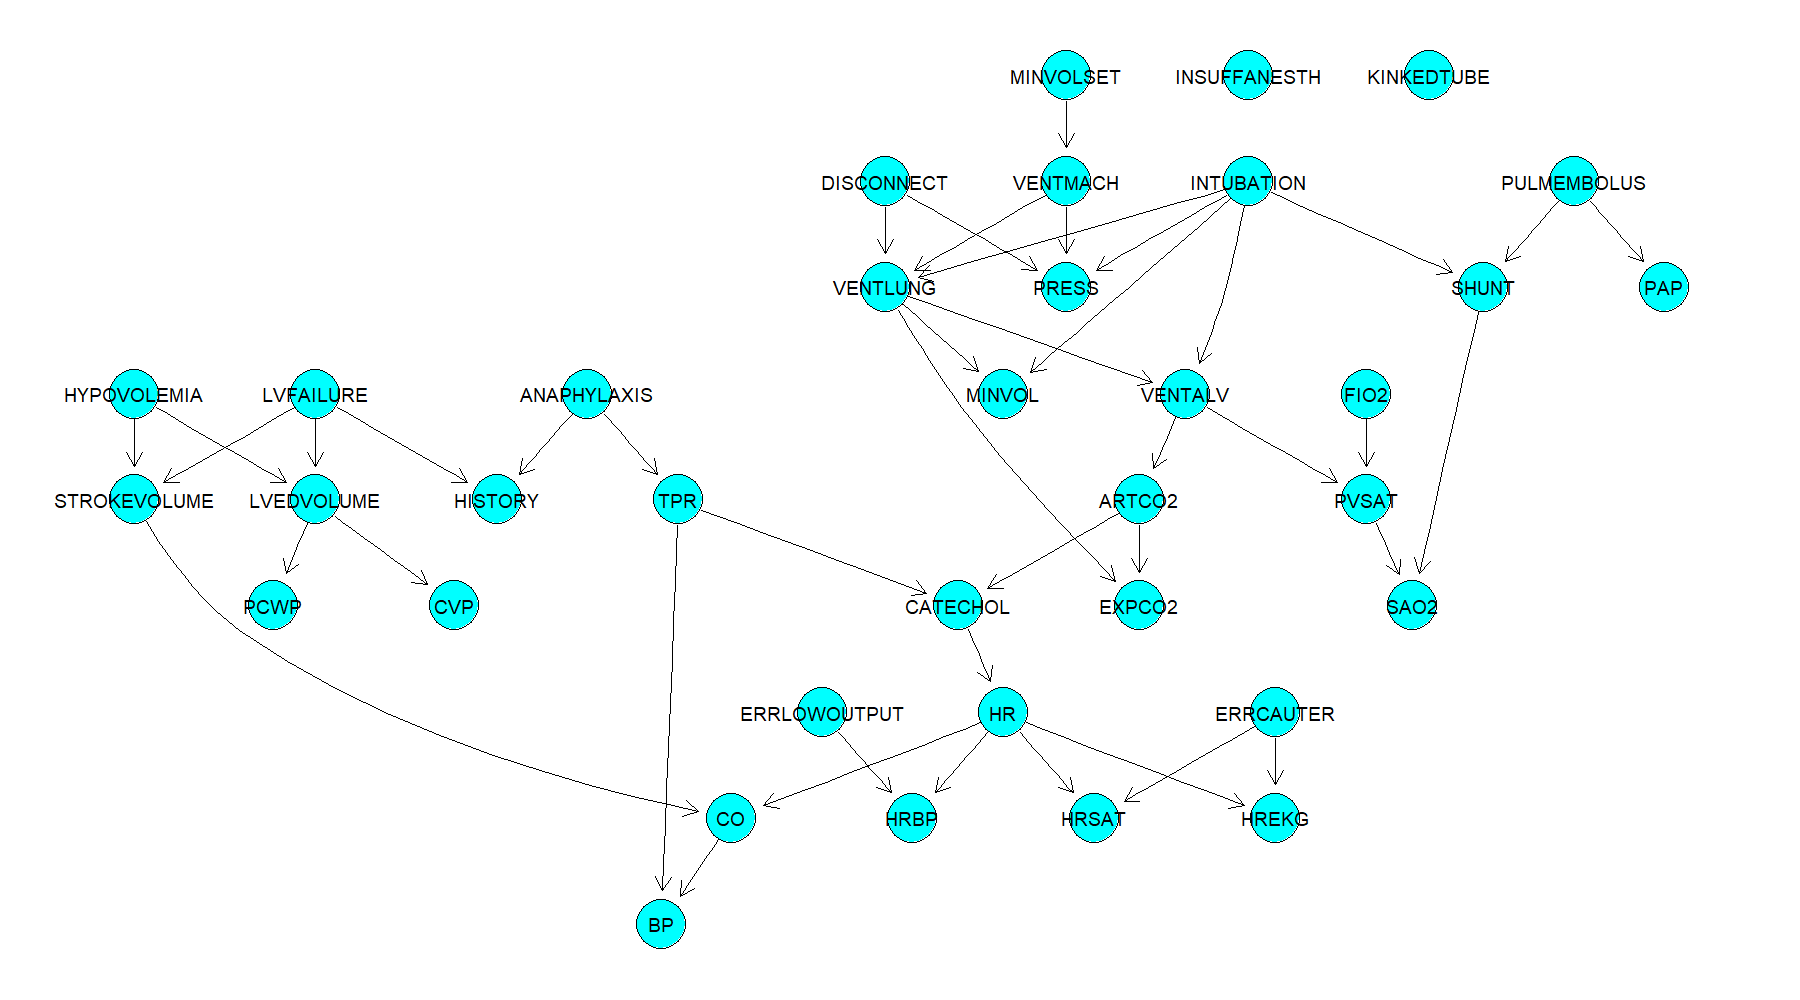 MINVOLSET
INSUFFANESTH
KINKEDTUBE
DISCONNECT
VENTMACH
INTUBATION
PULMEMBOLUS
VENTLUNG
PRESS
SHUNT
PAP
HYPOVOLEMIA
LVFAILURE
ANAPHYLAXIS
MINVOL
VENTALV
FIO2
STROKEVOLUME
LVEDVOLUME
HISTORY
TPR
ARTCO2
PVSAT
PCWP
CVP
CATECHOL
EXPCO2
SAO2
ERRLOWOUTPUT
HR
ERRCAUTER
CO
HRBP
HRSAT
HREKG
BP